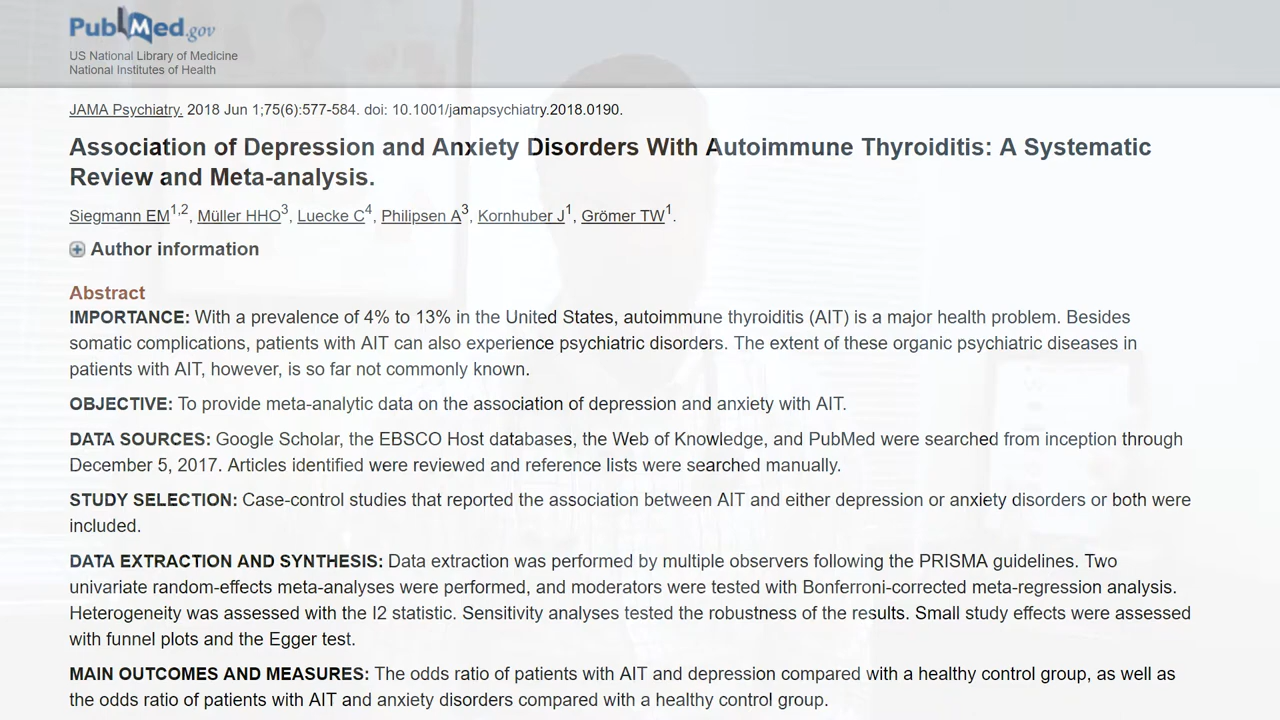 PubMed.gov
US National Library of Medicine
National Institutes of Health
JAMA Psychiatry. 2018 Jun 1;75(6):577-584. doi: 10.1001/jamapsychiatry.2018.0190.
Association of Depression and Anxiety Disorders With Autoimmune Thyroiditis: A Systematic
Review and Meta-analysis.
Siegmann EM1,2, Müller HHO3, Luecke C4, Philipsen A3, Kornhuber J1, Grömer TW1.
Author information
Abstract
IMPORTANCE: With a prevalence of 4% to 13% in the United States, autoimmune thyroiditis (AIT) is a major health problem. Besides
somatic complications, patients with AIT can also experience psychiatric disorders. The extent of these organic psychiatric diseases in
patients with AIT, however, is so far not commonly known.
OBJECTIVE: To provide meta-analytic data on the association of depression and anxiety with AIT.
DATA SOURCES: Google Scholar, the EBSCO Host databases, the Web of Knowledge, and PubMed were searched from inception through
December 5, 2017. Articles identified were reviewed and reference lists were searched manually.
STUDY SELECTION: Case-control studies that reported the association between AIT and either depression or anxiety disorders or both were
included.
DATA EXTRACTION AND SYNTHESIS: Data extraction was performed by multiple observers following the PRISMA guidelines. Two
univariate random-effects meta-analyses were performed, and moderators were tested with Bonferroni-corrected meta-regression analysis.
Heterogeneity was assessed with the I2 statistic. Sensitivity analyses tested the robustness of the results. Small study effects were assessed
with funnel plots and the Egger test.
MAIN OUTCOMES AND MEASURES: The odds ratio of patients with AIT and depression compared with a healthy control group, as well as
the odds ratio of patients with AIT and anxiety disorders compared with a healthy control group.